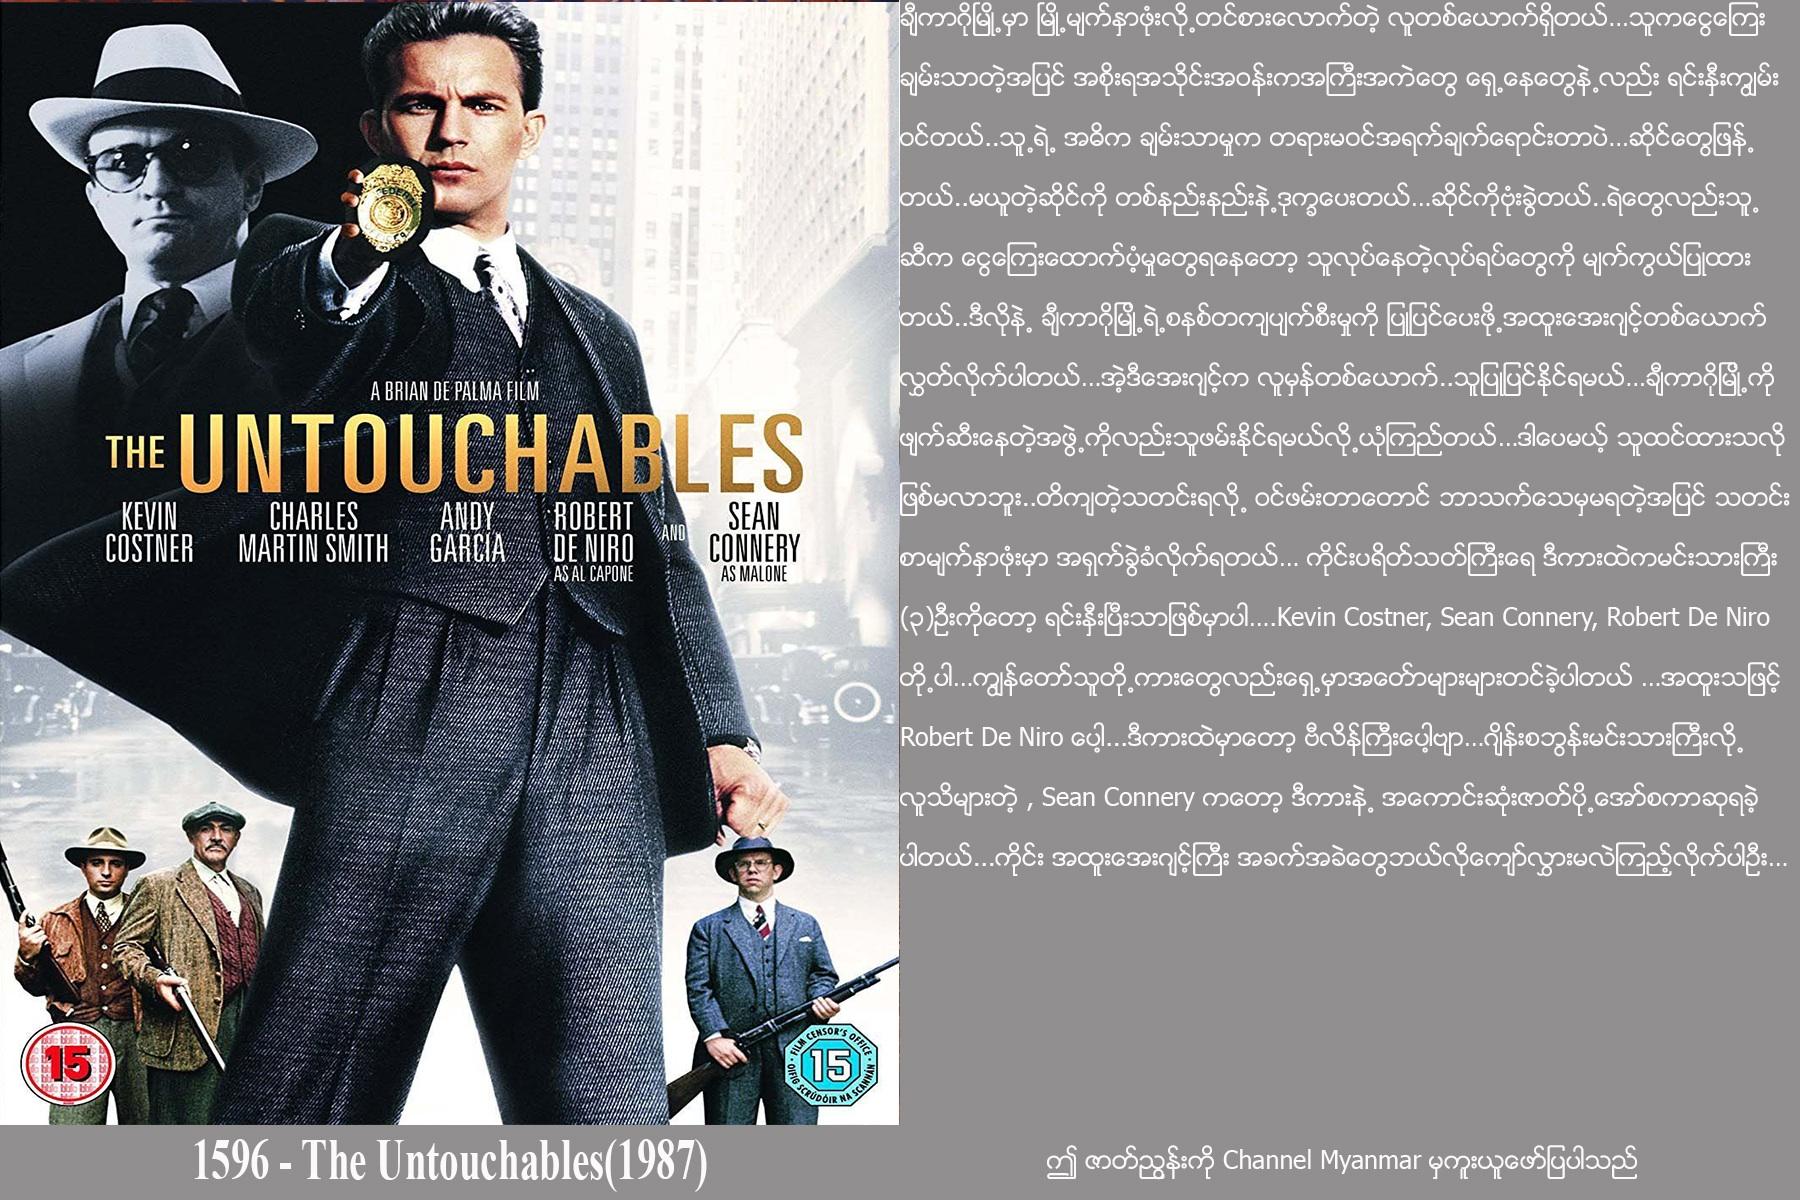 A BRIAN DE PALMA FILM
THE UNTOUCHABLES
KEVIN COSTNER
CHARLES MARTIN SMITH
ANDY GARCIA
ROBERT DE NIRO
AS AL CAPONE
AND
SEAN CONNERY
AS MALONE
15
FILM CENSOR'S OFFICE
15
OIFIG SCRÚDÓIR NA SCANNÁN
1596 - The Untouchables(1987)
ချီကာဂိုမြို့မှာ မြို့မျက်နာဖုံးလို့တင်စားလောက်တဲ့ လူတစ်ယောက်ရှိတယ်...သူကငွေကြေး
ချမ်းသာတဲ့အပြင် အစိုးရအသိုင်းအဝန်းကအကြီးအကဲတွေ ရှေ့နေတွေနဲ့လည်း ရင်းနှီးကျွမ်း
ဝင်တယ်..သူ့ရဲ့ အဓိက ချမ်းသာမှုက တရားမဝင်အရက်ချက်ရောင်းတာပဲ...ဆိုင်တွေဖြန့်
တယ်..မယူတဲ့ဆိုင်ကို တစ်နည်းနည်းနဲ့ဒုက္ခပေးတယ်...ဆိုင်ကိုဗုံးခွဲတယ်..ရဲတွေလည်းသူ့
ဆီက ငွေကြေးထောက်ပံ့မှုတွေရနေတော့ သူလုပ်နေတဲ့လုပ်ရပ်တွေကို မျက်ကွယ်ပြုထား
တယ်..ဒီလိုနဲ့ ချီကာဂိုမြို့ရဲ့စနစ်တကျပျက်စီးမှုကို ပြုပြင်ပေးဖို့အထူးအေးဂျင့်တစ်ယောက်
လွှတ်လိုက်ပါတယ်...အဲ့ဒီအေးဂျင့်က လူမှန်တစ်ယောက်..သူပြုပြင်နိုင်ရမယ်...ချီကာဂိုမြို့ကို
ဖျက်ဆီးနေတဲ့အဖွဲ့ကိုလည်းသူဖမ်းနိုင်ရမယ်လို့ယုံကြည်တယ်...ဒါပေမယ့် သူထင်ထားသလို
ဖြစ်မလာဘူး..တိကျတဲ့သတင်းရလို့ ဝင်ဖမ်းတာတောင် ဘာသက်သေမှမရတဲ့အပြင် သတင်း
စာမျက်နှာဖုံးမှာ အရှက်ခွဲခံလိုက်ရတယ်... ကိုင်းပရိတ်သတ်ကြီးရေ ဒီကားထဲကမင်းသားကြီး
(၃)ဦးကိုတော့ ရင်းနှီးပြီးသာဖြစ်မှာပါ....Kevin Costner, Sean Connery, Robert De Niro
တို့ပါ...ကျွန်တော်သူတို့ကားတွေလည်းရှေ့မှာအတော်များများတင်ခဲ့ပါတယ် ...အထူးသဖြင့်
Robert De Niro ပေါ့...ဒီကားထဲမှာတော့ ဗီလိန်ကြီးပေါ့ဗျာ...ဂျိန်းစဘွန်းမင်းသားကြီးလို့
လူသိများတဲ့ , Sean Connery ကတော့ ဒီကားနဲ့ အကောင်းဆုံးဇာတ်ပို့အော်စကာဆုရခဲ့
ပါတယ်...ကိုင်း အထူးအေးဂျင့်ကြီး အခက်အခဲတွေဘယ်လိုကျော်လွှားမလဲကြည့်လိုက်ပါဦး...
ဤ ဇာတ်ညွှန်းကို Channel Myanmar မှကူးယူဖော်ပြပါသည်